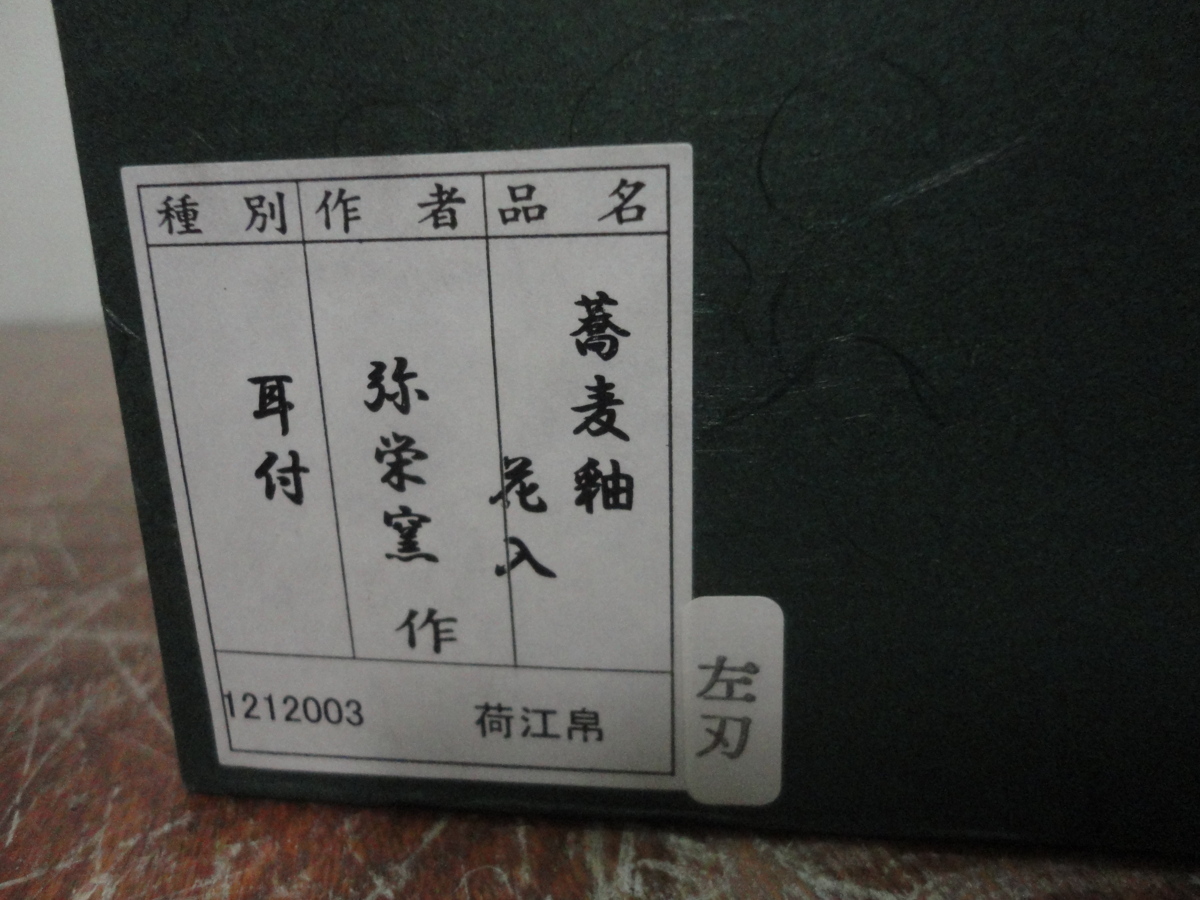 品名
蕎麦釉
花入
作者
弥栄窯 作
種別
耳付
1212003 荷江帛
左刃